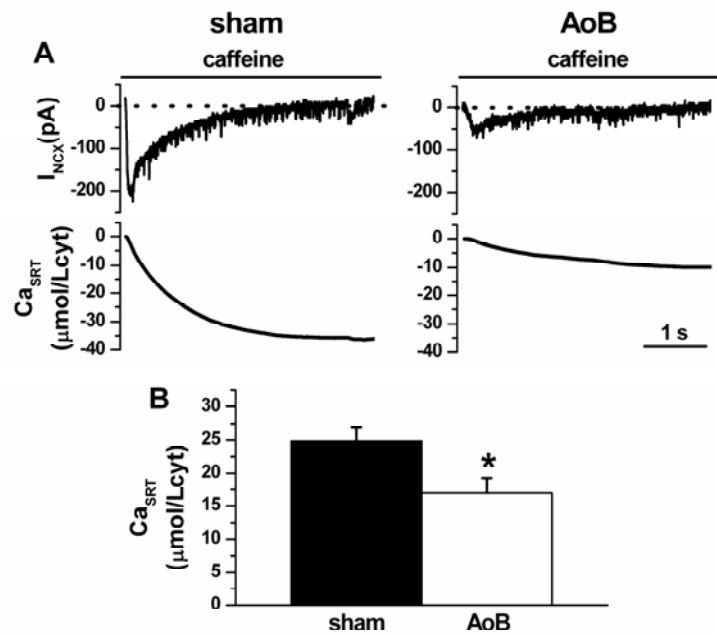 sham AoB
A
caffeine caffeine
I_NCX(pA)
0
-100
-200
0
-100
-200
Ca_SRT
(µmol/Lcyt)
0
-10
-20
-30
-40
0
-10
-20
-30
-40
1 s
B
Ca_SRT
(µmol/Lcyt)
30
25
20
15
10
5
0
*
sham AoB